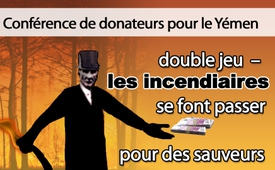 Conférence de donateurs pour le Yémen
double jeu –
les incendiaires
se font passer
pour des sauveurs